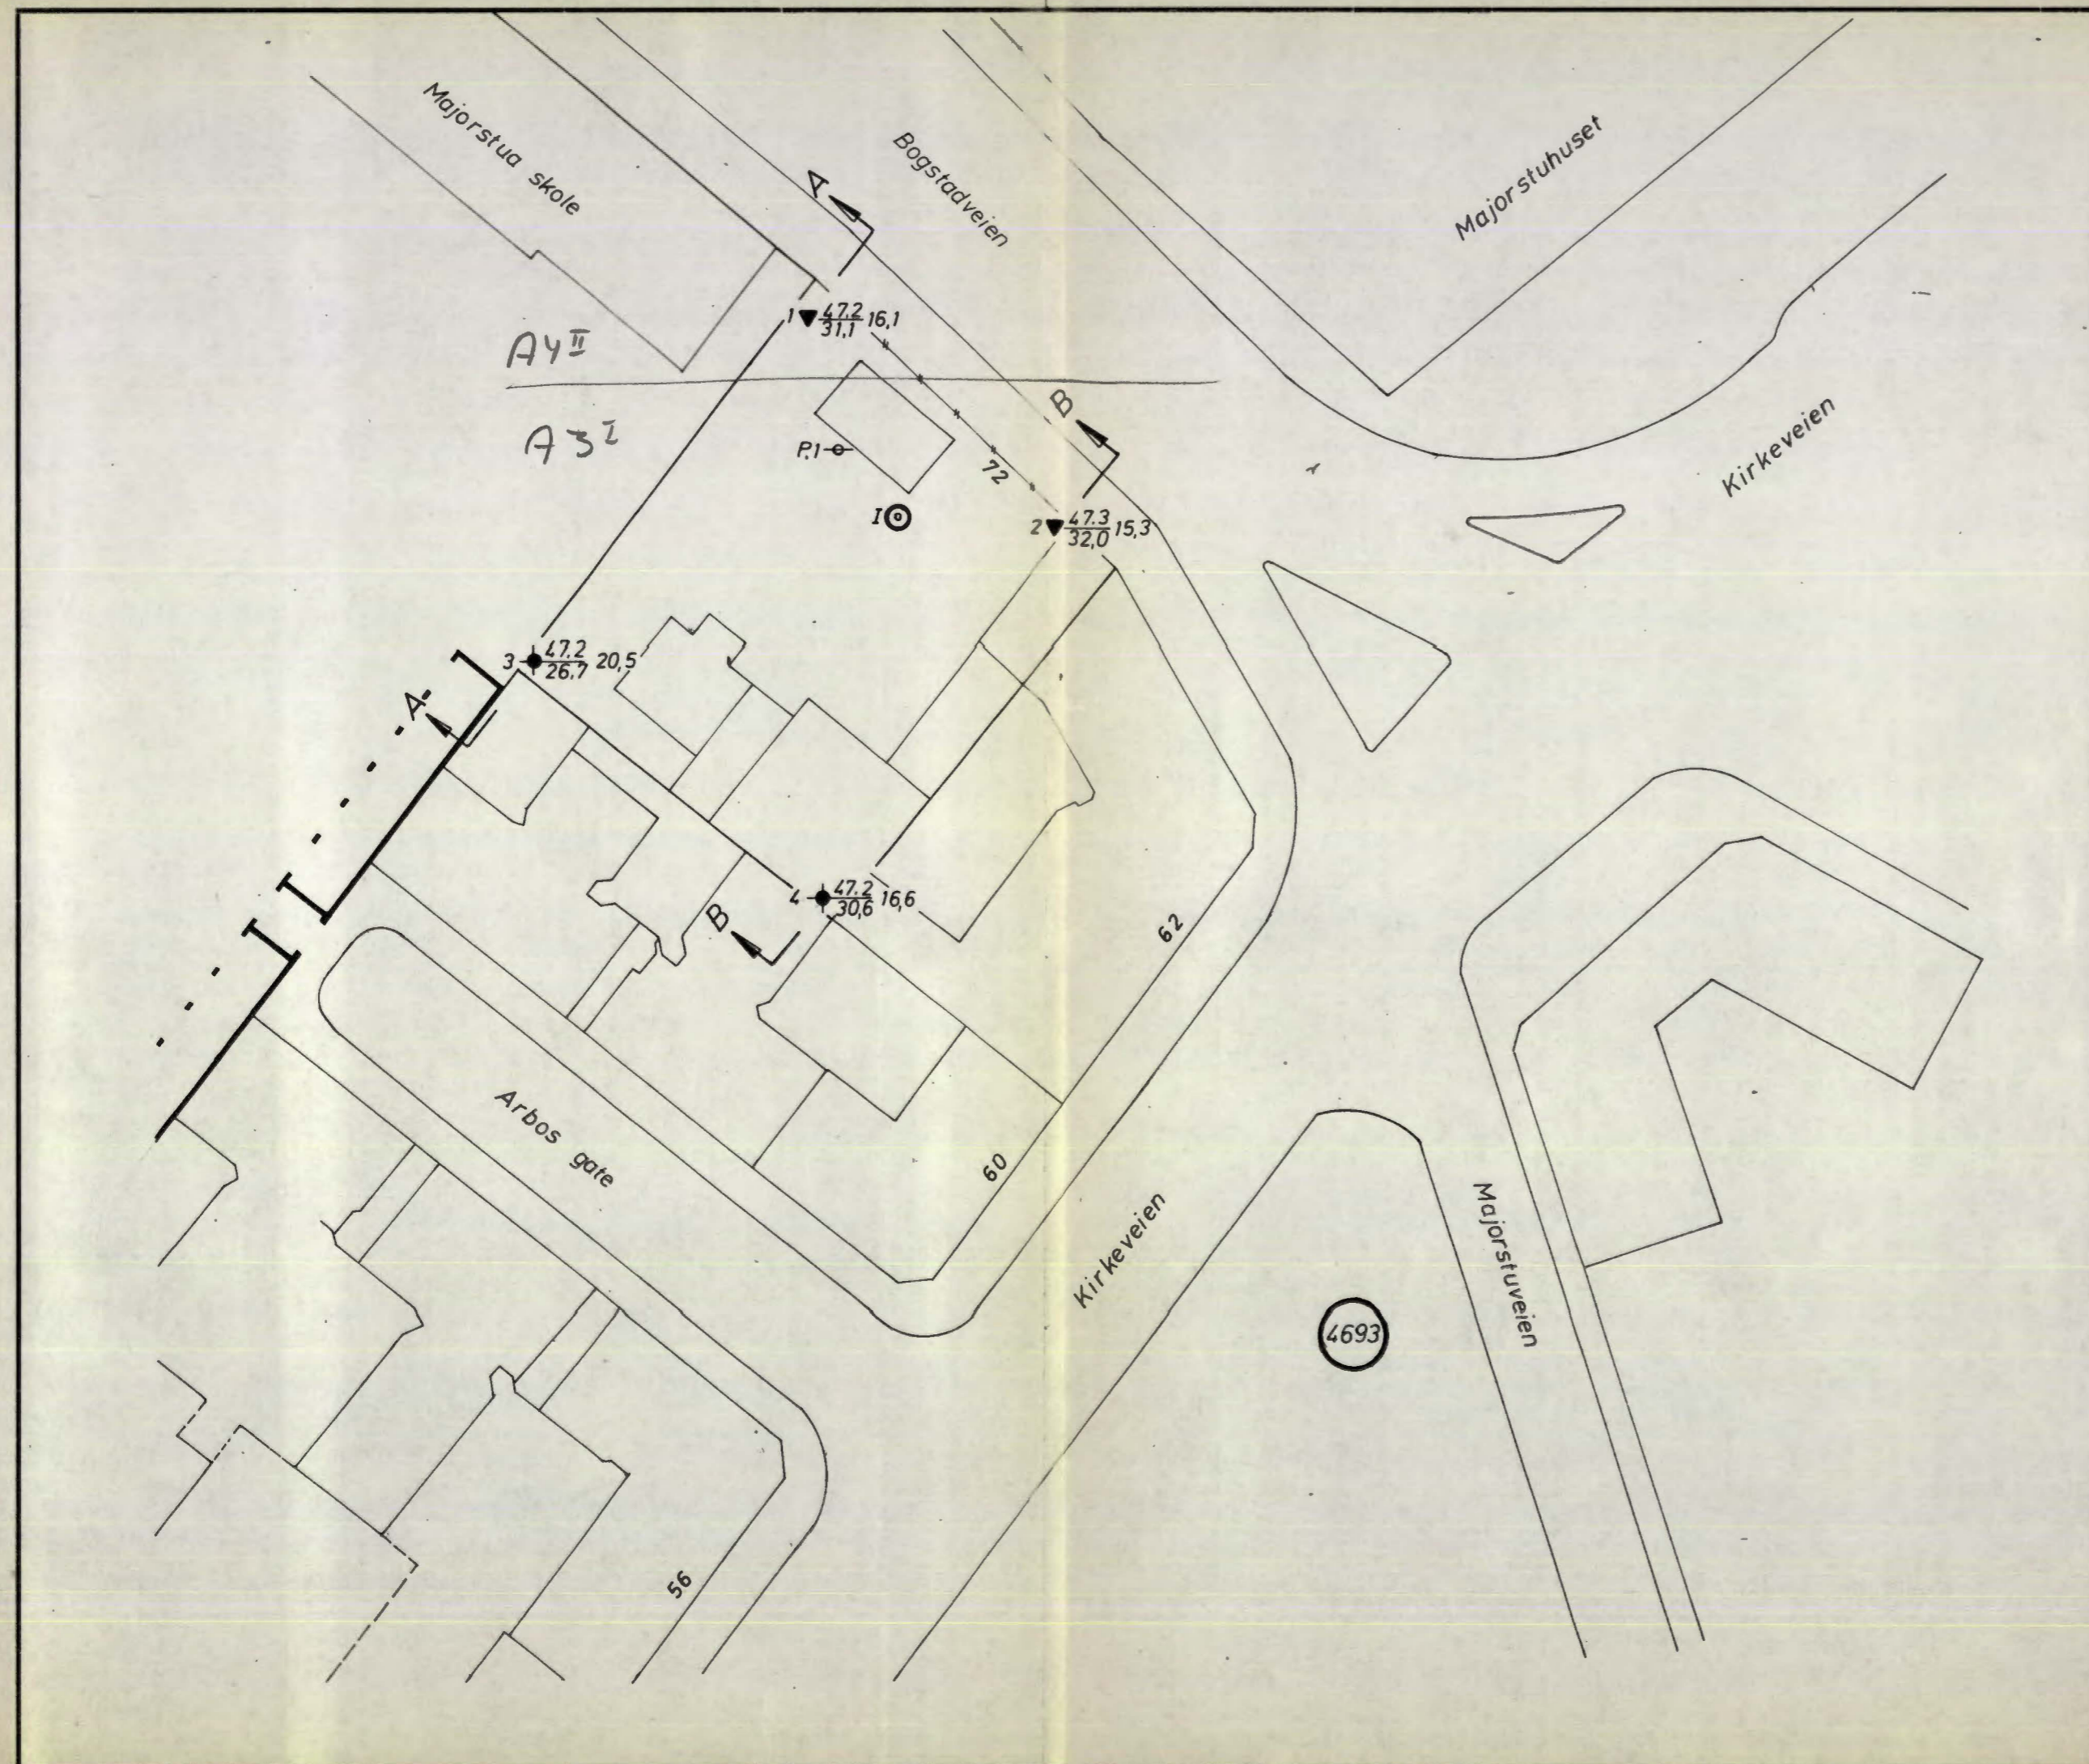 Majorstua skole
Bogstadveien
Majorstuhuset
A
1 47.2 16,1
31,1
A4 II
A3 I
B
Kirkeveien
P.1
72
I
2 47.3 15,3
32,0
3 47.2 20,5
26,7
A
4 47.2 16,6
30,6
B
62
Arbos gate
60
Kirkeveien
Majorstuveien
4693
56